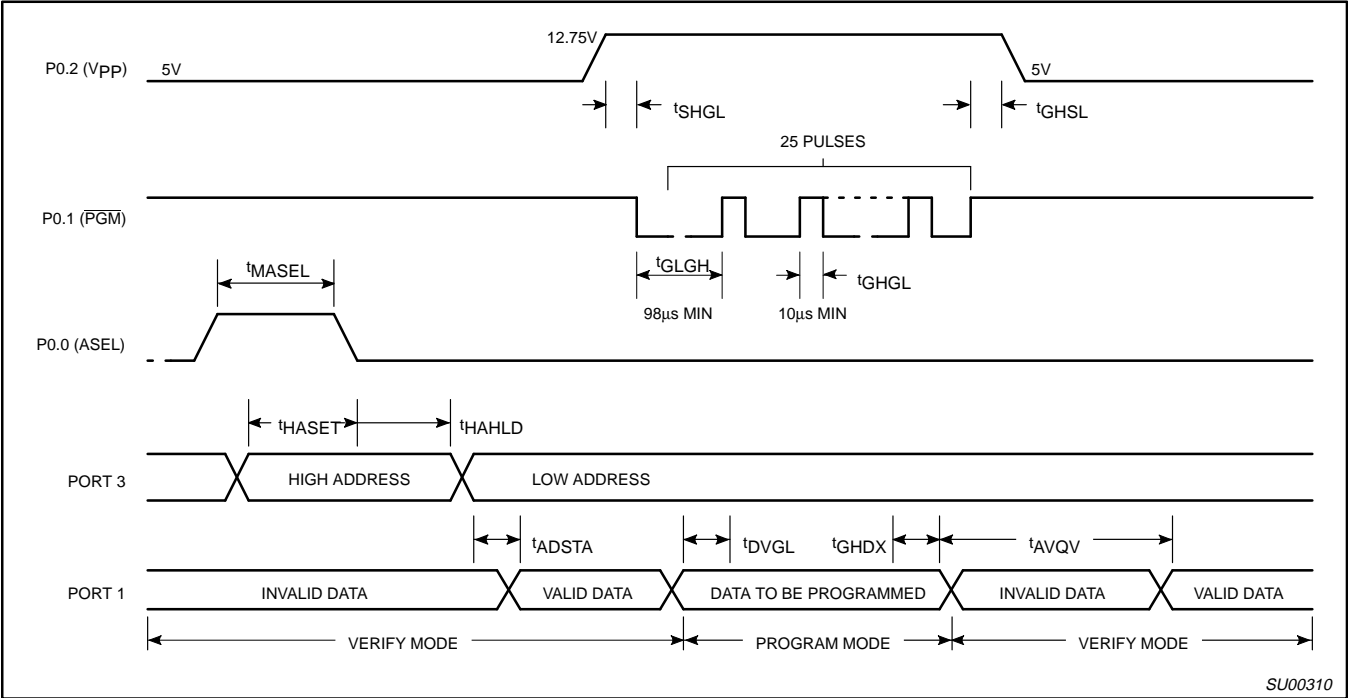 12.75V
P0.2 (VPP) 5V 5V
tSHGL tGHSL
25 PULSES
P0.1 (PGM)
tMASEL tGLGH tGHGL
98µs MIN 10µs MIN
P0.0 (ASEL)
tHASET tHAHLD
PORT 3 HIGH ADDRESS LOW ADDRESS
tADSTA tDVGL tGHDX tAVQV
PORT 1 INVALID DATA VALID DATA DATA TO BE PROGRAMMED INVALID DATA VALID DATA
VERIFY MODE PROGRAM MODE VERIFY MODE
SU00310